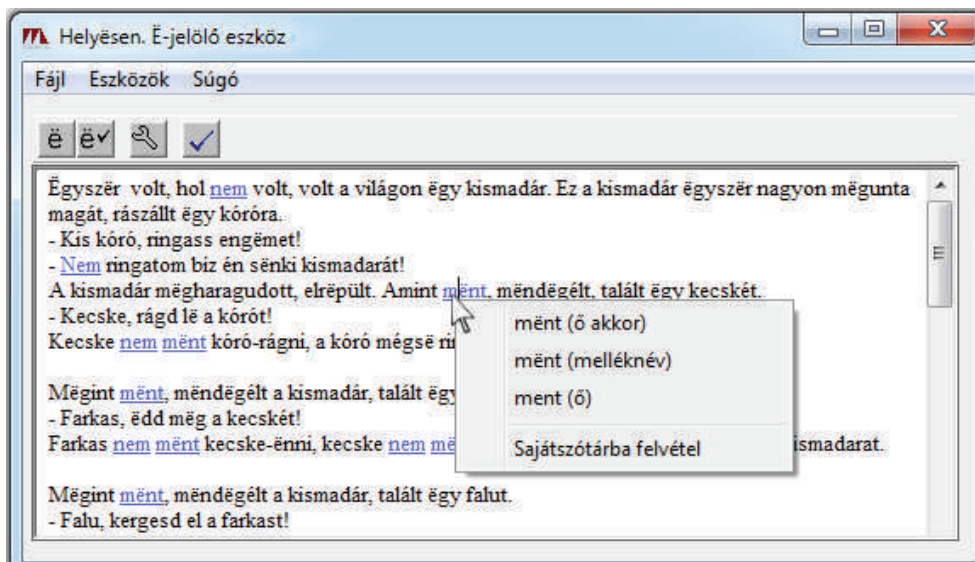 Helyësen. Ë-jelölő eszköz
Fájl Eszközök Súgó
ë ë✓
Ëgyszër volt, hol nem volt, volt a világon ëgy kismadár. Ez a kismadár ëgyszër nagyon mëgunta
magát, rászállt ëgy kóróra.
- Kis kóró, ringass engëmet!
- Nem ringatom biz én sënki kismadarát!
A kismadár mëgharagudott, elrëpült. Amint mënt, mëndëgélt, talált ëgy kecskét.
- Kecske, rágd lë a kórót!
Kecske nem mënt kóró-rágni, a kóró mégsë
Mëgint mënt, mëndëgélt a kismadár, talált
- Farkas, ëdd mëg a kecskét!
Farkas nem mënt kecske-ënni, kecske nem
ismadarat.
Mëgint mënt, mëndëgélt a kismadár, talált ëgy falut.
- Falu, kergesd el a farkast!
mënt (ő akkor)
mënt (melléknév)
ment (ő)
Sajátszótárba felvétel